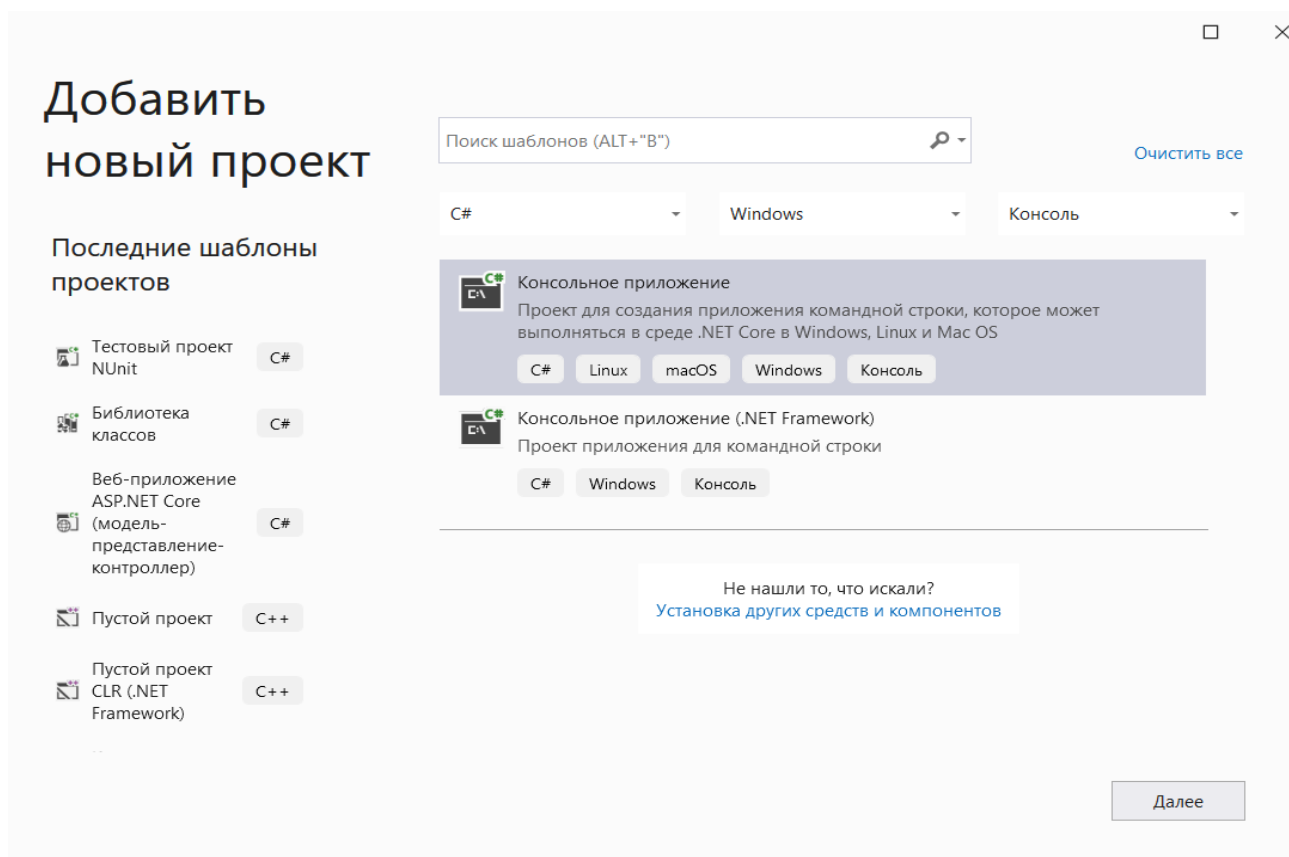 Добавить
новый проект
Последние шаблоны
проектов
Тестовый проект
NUnit
C#
Библиотека
классов
C#
Веб-приложение
ASP.NET Core
(модель-
представление-
контроллер)
C#
Пустой проект
C++
Пустой проект
CLR (.NET
Framework)
C++
Поиск шаблонов (ALT+"В")
Очистить все
C#
Windows
Консоль
C#
C:\
Консольное приложение
Проект для создания приложения командной строки, которое может
выполняться в среде .NET Core в Windows, Linux и Mac OS
C# Linux macOS Windows Консоль
C#
C:\
Консольное приложение (.NET Framework)
Проект приложения для командной строки
C# Windows Консоль
Не нашли то, что искали?
Установка других средств и компонентов
Далее